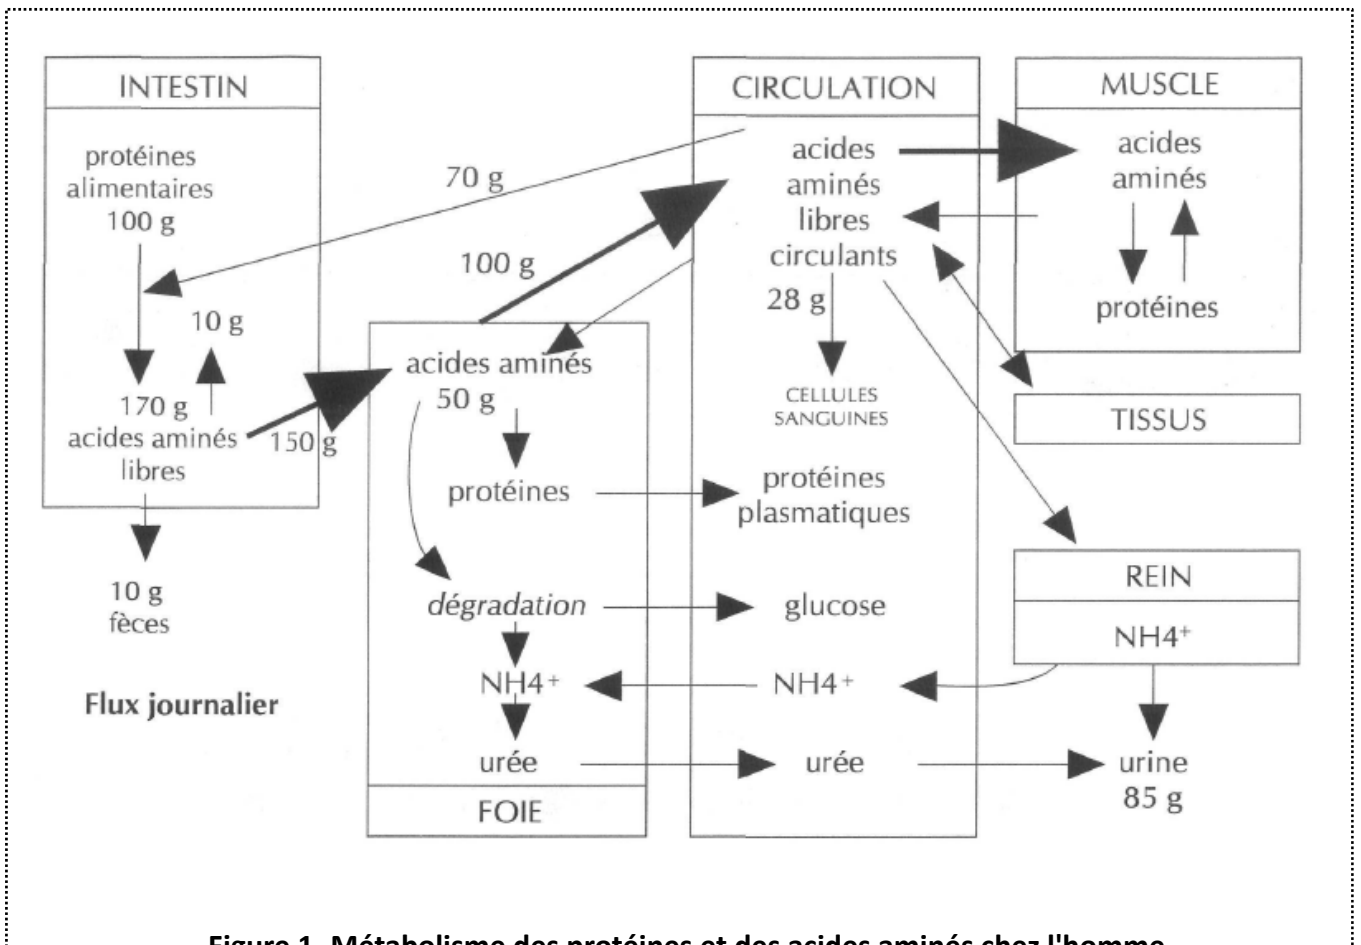 INTESTIN
protéines
alimentaires
100 g
10 g
170 g
acides aminés
libres
150 g
10 g
fèces
Flux journalier
70 g
100 g
acides aminés
50 g
protéines
dégradation
NH4+
urée
FOIE
CIRCULATION
acides
aminés
libres
circulants
28 g
CELLULES
SANGUINES
protéines
plasmatiques
glucose
NH4+
urée
MUSCLE
acides
aminés
protéines
TISSUS
REIN
NH4+
urine
85 g
Figure 1. Métabolisme des protéines et des acides aminés chez l'homme